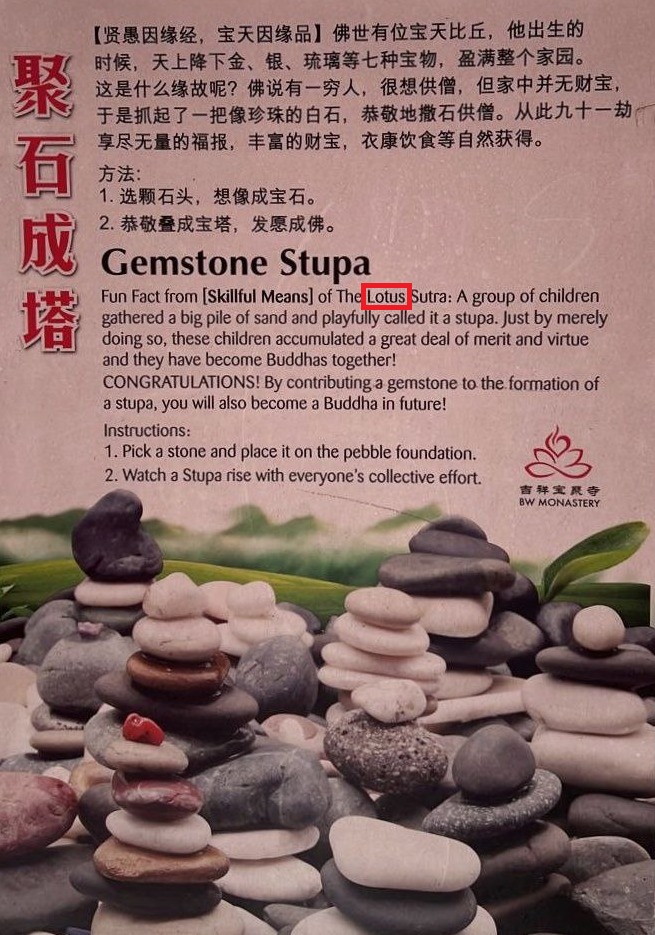 聚石成塔
【贤愚因缘经，宝天因缘品】佛世有位宝天比丘，他出生的
时候，天上降下金、银、琉璃等七种宝物，盈满整个家园。
这是什么缘故呢？佛说有一穷人，很想供僧，但家中并无财宝，
于是抓起了一把像珍珠的白石，恭敬地撒石供僧。从此九十一劫
享尽无量的福报，丰富的财宝，衣康饮食等自然获得。
方法：
1. 选颗石头，想像成宝石。
2. 恭敬叠成宝塔，发愿成佛。
Gemstone Stupa
Fun Fact from [Skillful Means] of The Lotus Sutra: A group of children
gathered a big pile of sand and playfully called it a stupa. Just by merely
doing so, these children accumulated a great deal of merit and virtue
and they have become Buddhas together!
CONGRATULATIONS! By contributing a gemstone to the formation of
a stupa, you will also become a Buddha in future!
Instructions:
1. Pick a stone and place it on the pebble foundation.
2. Watch a Stupa rise with everyone's collective effort.
吉祥宝聚寺
BW MONASTERY